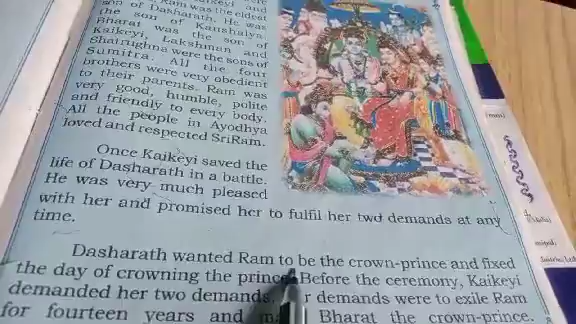 Ram was the eldest
son of Dasharath. He was
the son of Kaushalya.
Bharat was the son of
Kaikeyi, Lakshman and
Shatrughna were the sons of
Sumitra. All the four
brothers were very obedient
to their parents. Ram was
very good, humble, polite
and friendly to every body.
All the people in Ayodhya
loved and respected SriRam.
Once Kaikeyi saved the
life of Dasharath in a battle.
He was very much pleased
with her and promised her to fulfil her two demands at any
time.
Dasharath wanted Ram to be the crown-prince and fixed
the day of crowning the prince. Before the ceremony, Kaikeyi
demanded her two demands. r demands were to exile Ram
for fourteen years and Bharat the crown-prince.